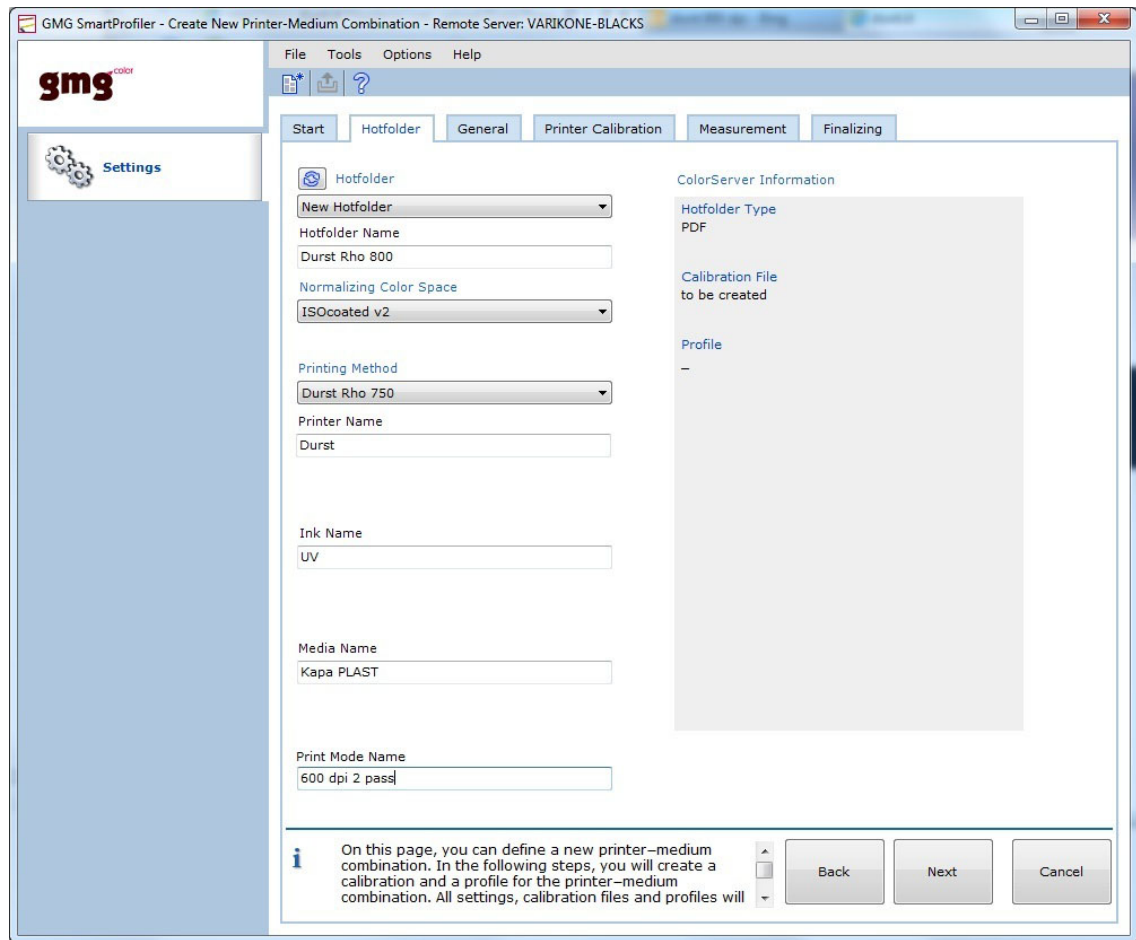 GMG SmartProfiler - Create New Printer-Medium Combination - Remote Server: VARIKONE-BLACKS
gmg color
File Tools Options Help
Settings
Start Hotfolder General Printer Calibration Measurement Finalizing
Hotfolder
New Hotfolder
Hotfolder Name
Durst Rho 800
Normalizing Color Space
ISOcoated v2
Printing Method
Durst Rho 750
Printer Name
Durst
Ink Name
UV
Media Name
Kapa PLAST
Print Mode Name
600 dpi 2 pass
ColorServer Information
Hotfolder Type
PDF
Calibration File
to be created
Profile
–
i
On this page, you can define a new printer–medium
combination. In the following steps, you will create a
calibration and a profile for the printer–medium
combination. All settings, calibration files and profiles will
Back Next Cancel